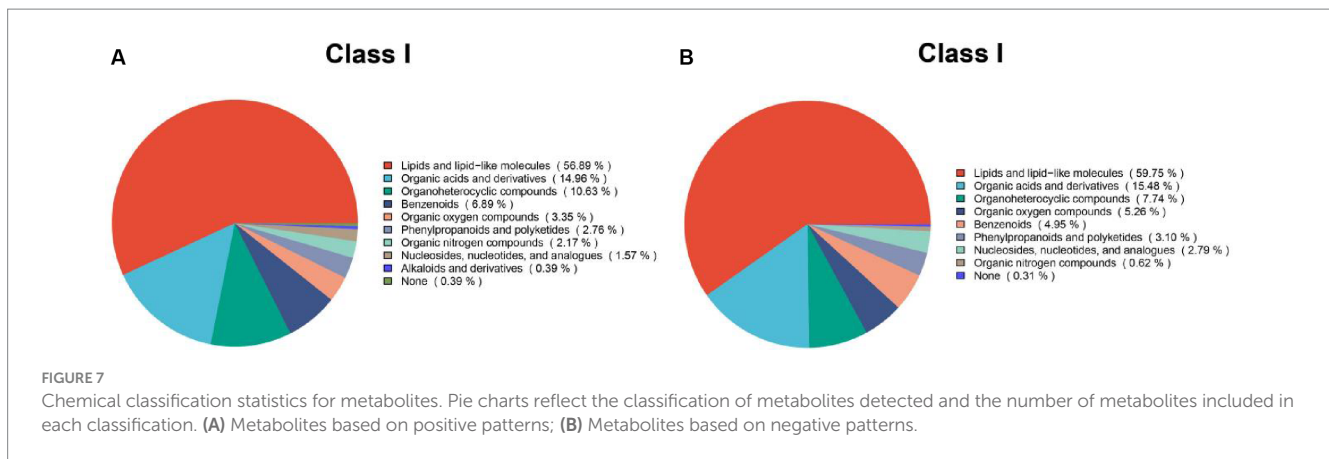 A
Class I
Lipids and lipid−like molecules ( 56.89 % )
Organic acids and derivatives ( 14.96 % )
Organoheterocyclic compounds ( 10.63 % )
Benzenoids ( 6.89 % )
Organic oxygen compounds ( 3.35 % )
Phenylpropanoids and polyketides ( 2.76 % )
Organic nitrogen compounds ( 2.17 % )
Nucleosides, nucleotides, and analogues ( 1.57 % )
Alkaloids and derivatives ( 0.39 % )
None ( 0.39 % )
B
Class I
Lipids and lipid−like molecules ( 59.75 % )
Organic acids and derivatives ( 15.48 % )
Organoheterocyclic compounds ( 7.74 % )
Organic oxygen compounds ( 5.26 % )
Benzenoids ( 4.95 % )
Phenylpropanoids and polyketides ( 3.10 % )
Nucleosides, nucleotides, and analogues ( 2.79 % )
Organic nitrogen compounds ( 0.62 % )
None ( 0.31 % )
FIGURE 7
Chemical classification statistics for metabolites. Pie charts reflect the classification of metabolites detected and the number of metabolites included in
each classification. (A) Metabolites based on positive patterns; (B) Metabolites based on negative patterns.